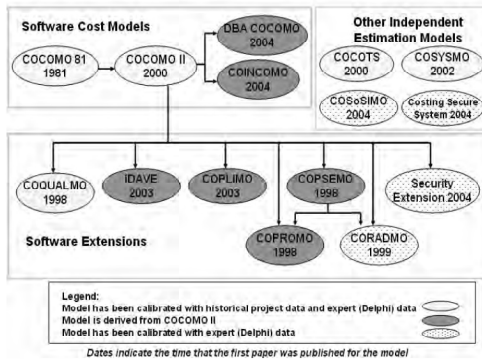 Software Cost Models
COCOMO 81
1981
COCOMO II
2000
DBA COCOMO
2004
COINCOMO
2004
Other Independent
Estimation Models
COCOTS
2000
COSYSMO
2002
COSoSIMO
2004
Costing Secure
System 2004
COQUALMO
1998
iDAVE
2003
COPLIMO
2003
COPSEMO
1998
Security
Extension 2004
Software Extensions
COPROMO
1998
CORADMO
1999
Legend:
Model has been calibrated with historical project data and expert (Delphi) data
Model is derived from COCOMO II
Model has been calibrated with expert (Delphi) data
Dates indicate the time that the first paper was published for the model